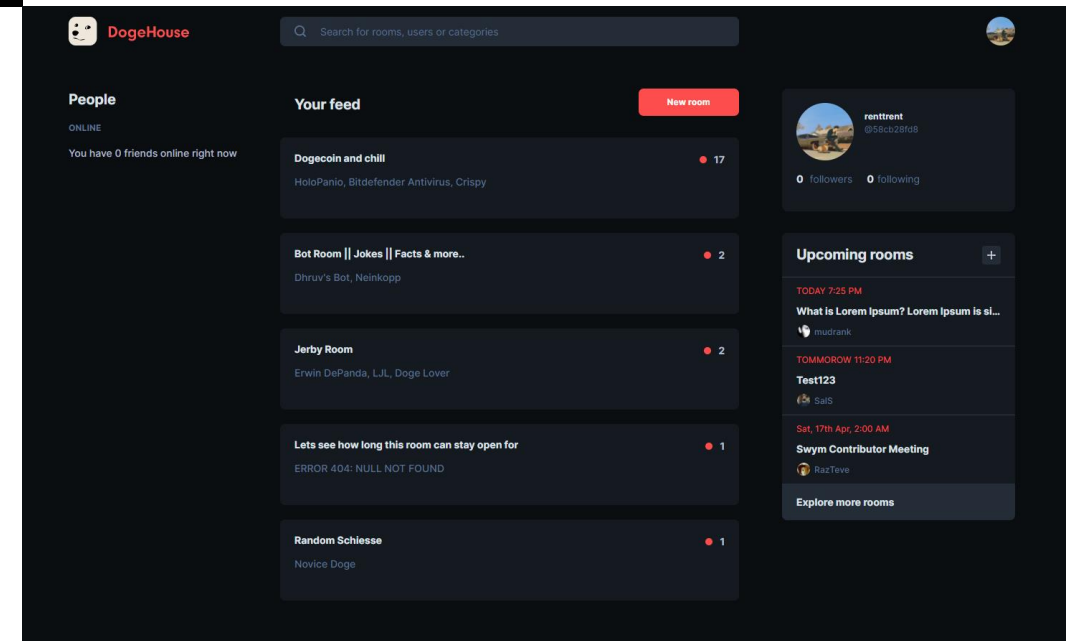 DogeHouse
Search for rooms, users or categories
People
ONLINE
You have 0 friends online right now
Your feed
New room
Dogecoin and chill
17
HoloPanio, Bitdefender Antivirus, Crispy
Bot Room || Jokes || Facts & more..
2
Dhruv's Bot, Neinkopp
Jerby Room
2
Erwin DePanda, LJL, Doge Lover
Lets see how long this room can stay open for
1
ERROR 404: NULL NOT FOUND
Random Schiesse
1
Novice Doge
renttrent
@58cb28fd8
0 followers 0 following
Upcoming rooms
TODAY 7:25 PM
What is Lorem Ipsum? Lorem Ipsum is si...
mudrank
TOMMOROW 11:20 PM
Test123
SalS
Sat, 17th Apr, 2:00 AM
Swym Contributor Meeting
RazTeve
Explore more rooms